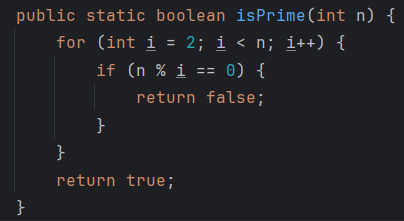 public static boolean isPrime(int n) {
    for (int i = 2; i < n; i++) {
        if (n % i == 0) {
            return false;
        }
    }
    return true;
}